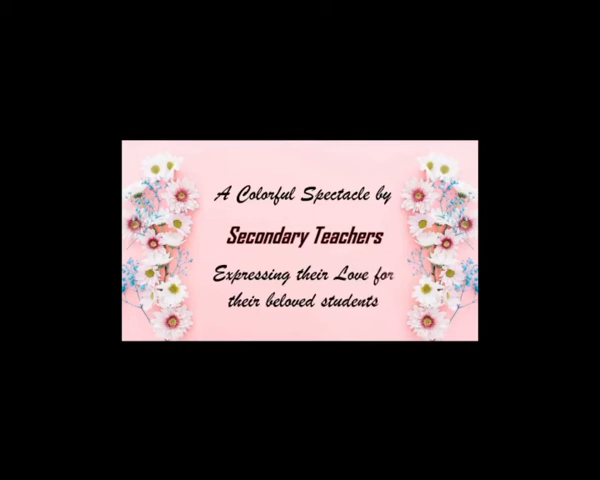 A Colorful Spectacle by
Secondary Teachers
Expressing their Love for
their beloved students